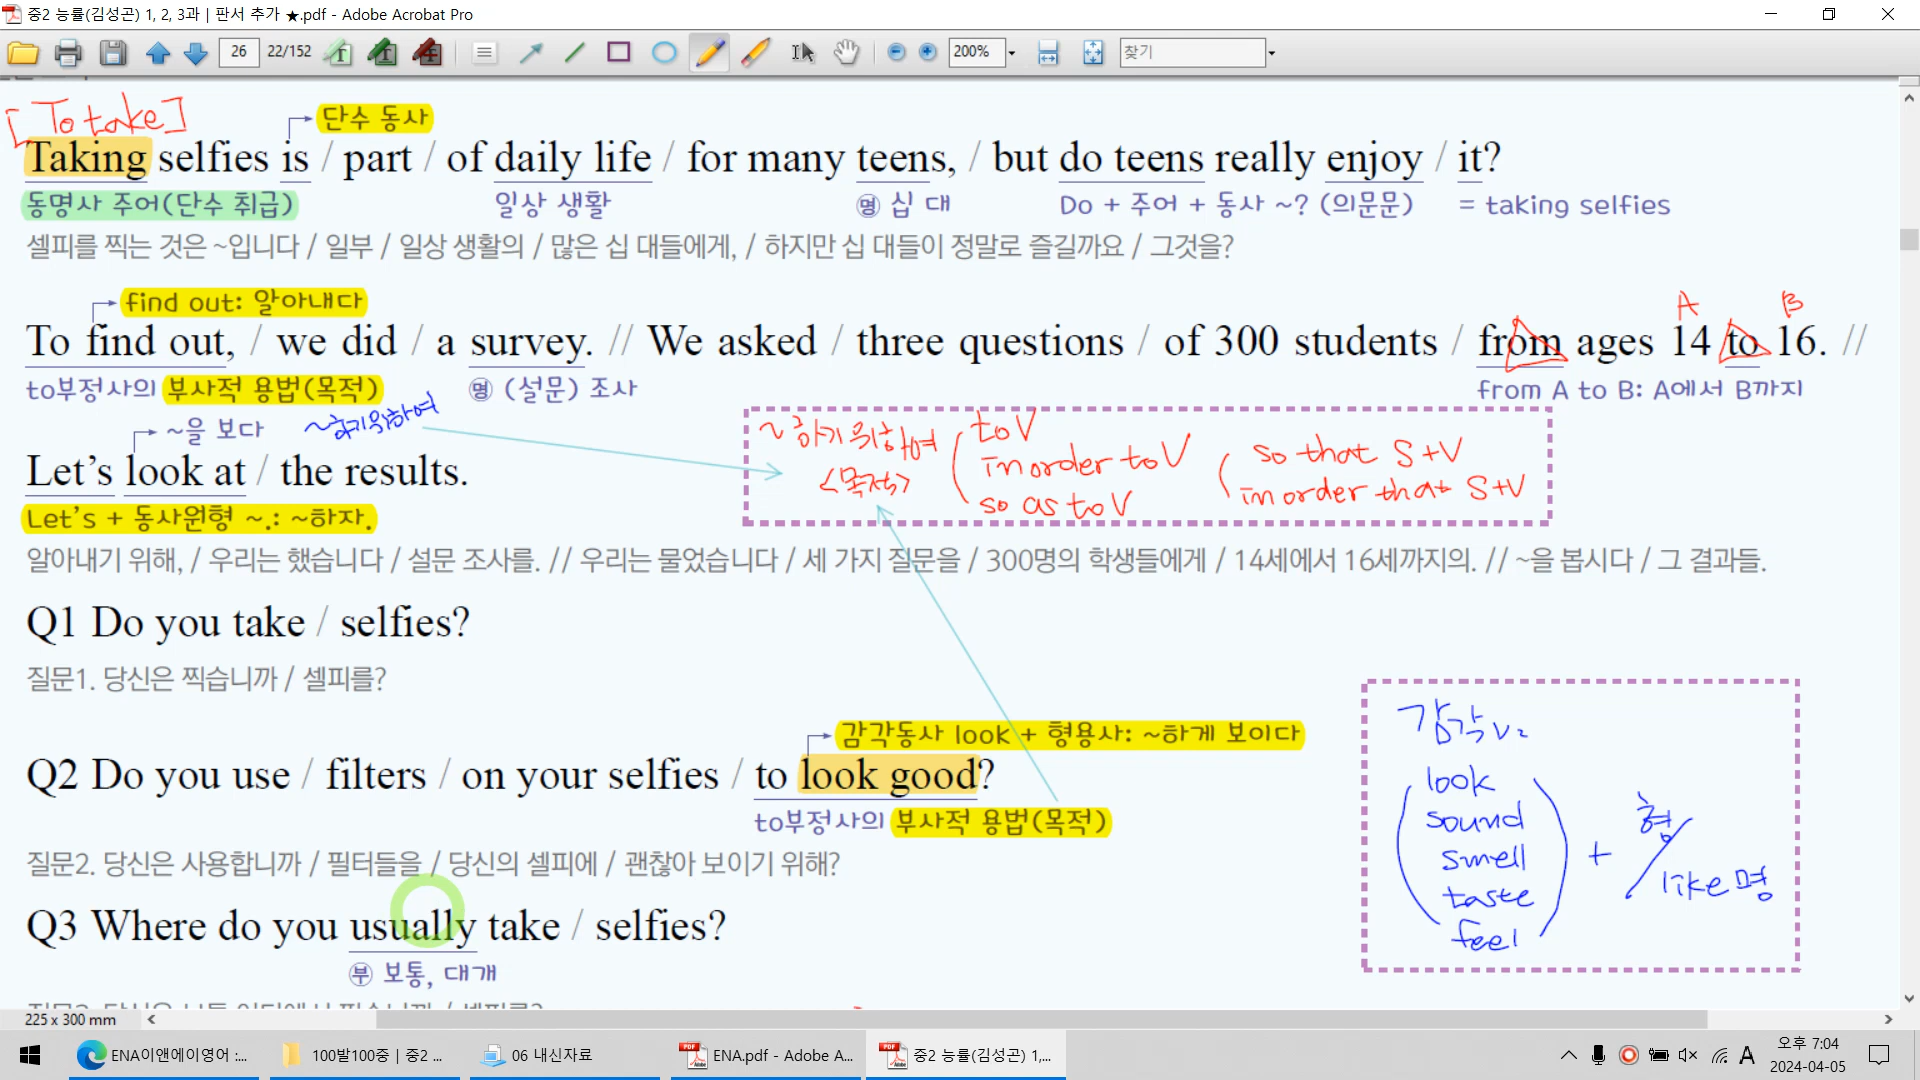 중2 능률(김성곤) 1, 2, 3과 | 판서 추가 ★.pdf - Adobe Acrobat Pro
26 22/152 200% 찾기
[To take]
단수 동사
Taking selfies is / part / of daily life / for many teens, / but do teens really enjoy / it?
동명사 주어(단수 취급) 일상 생활 ㊔ 십 대 Do + 주어 + 동사 ~? (의문문) = taking selfies
셀피를 찍는 것은 ~입니다 / 일부 / 일상 생활의 / 많은 십 대들에게, / 하지만 십 대들이 정말로 즐길까요 / 그것을?
find out: 알아내다
A B
To find out, / we did / a survey. // We asked / three questions / of 300 students / from ages 14 to 16. //
to부정사의 부사적 용법(목적) ㊔ (설문) 조사 from A to B: A에서 B까지
~을 보다 ~하기위하여
Let's look at / the results.
Let's + 동사원형 ~.: ~하자.
~하기 위하여 <목적>
to V
in order to V
so as to V
so that S+V
in order that S+V
알아내기 위해, / 우리는 했습니다 / 설문 조사를. // 우리는 물었습니다 / 세 가지 질문을 / 300명의 학생들에게 / 14세에서 16세까지의. // ~을 봅시다 / 그 결과들.
Q1 Do you take / selfies?
질문1. 당신은 찍습니까 / 셀피를?
감각동사 look + 형용사: ~하게 보이다
Q2 Do you use / filters / on your selfies / to look good?
to부정사의 부사적 용법(목적)
질문2. 당신은 사용합니까 / 필터들을 / 당신의 셀피에 / 괜찮아 보이기 위해?
Q3 Where do you usually take / selfies?
㊝ 보통, 대개
감각V2
look
sound
smell
taste
feel
+ 형 / like 명
225 x 300 mm
ENA이앤에이영어 :...
100발100중 | 중2 ...
06 내신자료
ENA.pdf - Adobe A...
중2 능률(김성곤) 1,...
A
오후 7:04
2024-04-05